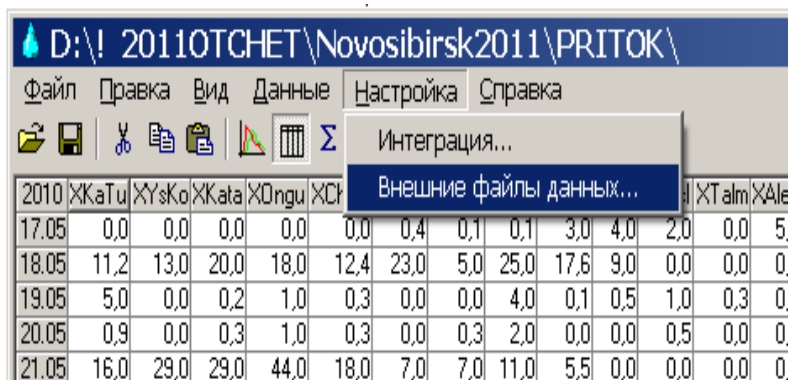 D:\! 2011OTCHET\Novosibirsk2011\PRITOK\
Файл Правка Вид Данные Настройка Справка
Σ
Интеграция...
Внешние файлы данных...
2010 XKaTu XYsKo XKata XOngu XCh XTalm XAle
17.05 0,0 0,0 0,0 0,0 0,0 0,4 0,1 0,1 3,0 4,0 2,0 0,0 5,
18.05 11,2 13,0 20,0 18,0 12,4 23,0 5,0 25,0 17,6 9,0 0,0 0,0 0,
19.05 5,0 0,0 0,2 1,0 0,3 0,0 0,0 4,0 0,1 0,5 1,0 0,3 0,
20.05 0,9 0,0 0,3 1,0 0,3 0,0 0,3 2,0 0,0 0,0 0,5 0,0 0,
21.05 16,0 29,0 29,0 44,0 18,0 7,0 7,0 11,0 5,5 0,0 0,0 0,0 0,